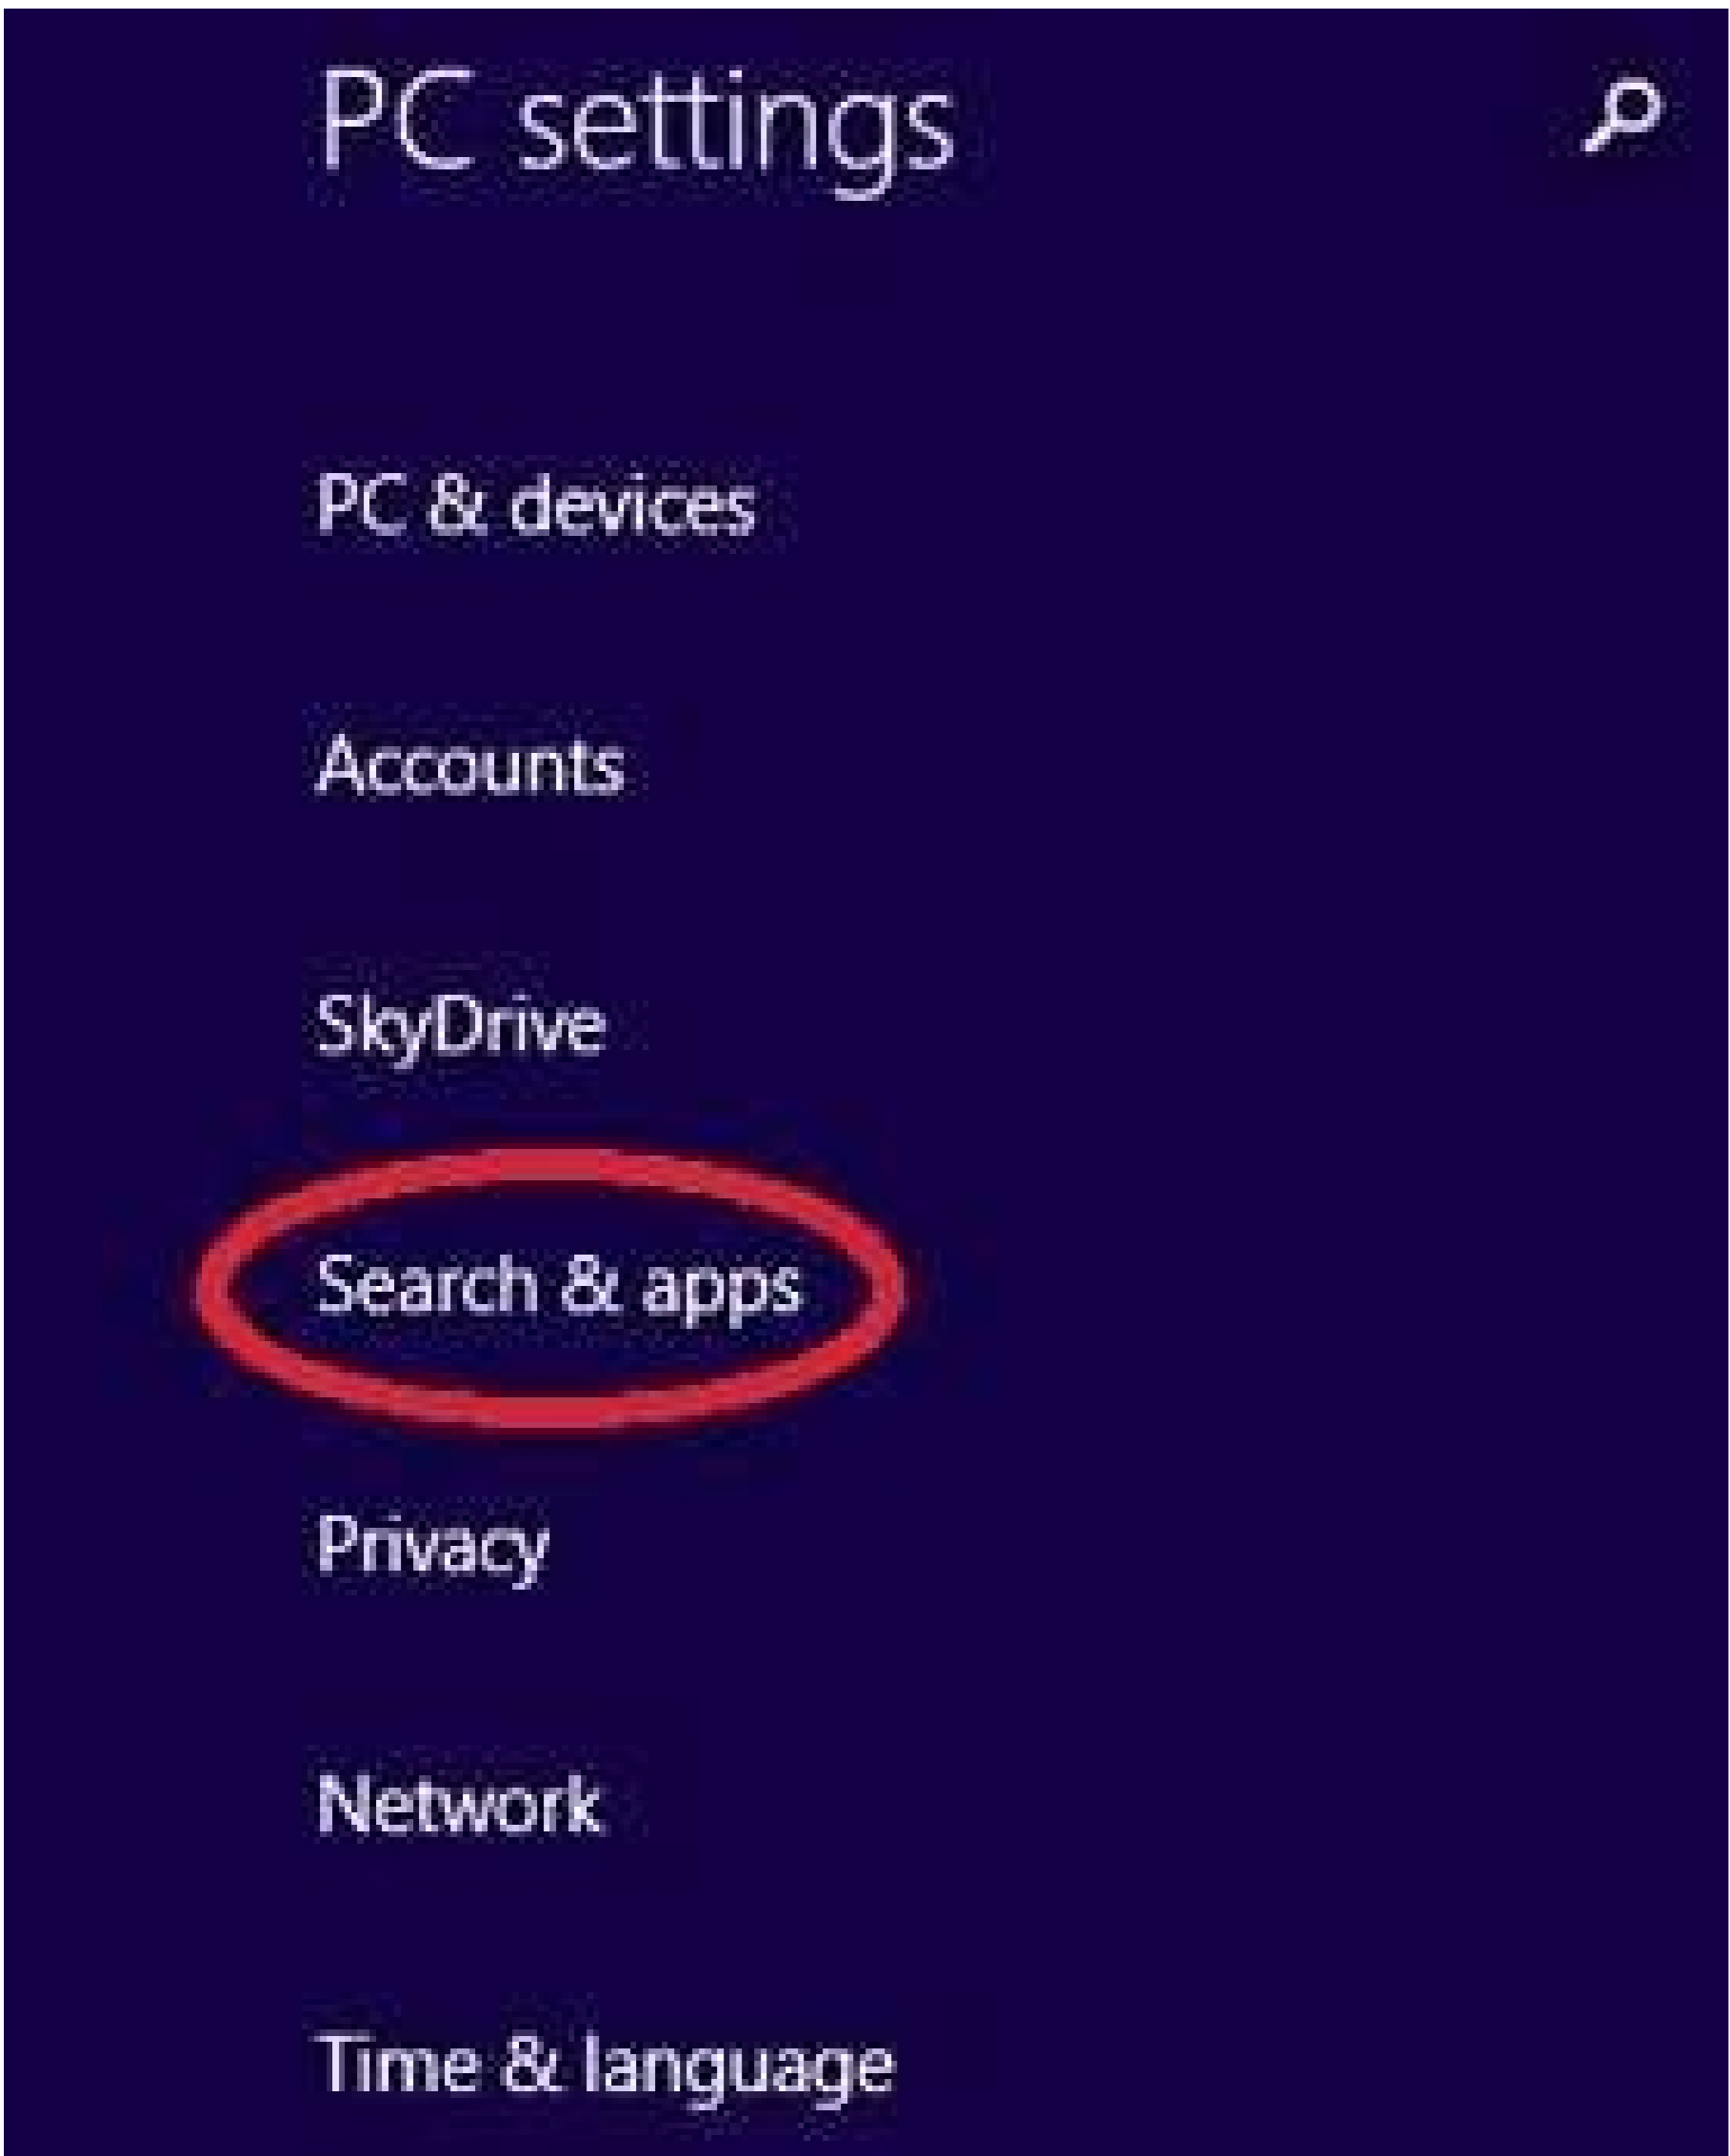 PC settings
PC & devices
Accounts
SkyDrive
Search & apps
Privacy
Network
Time & language